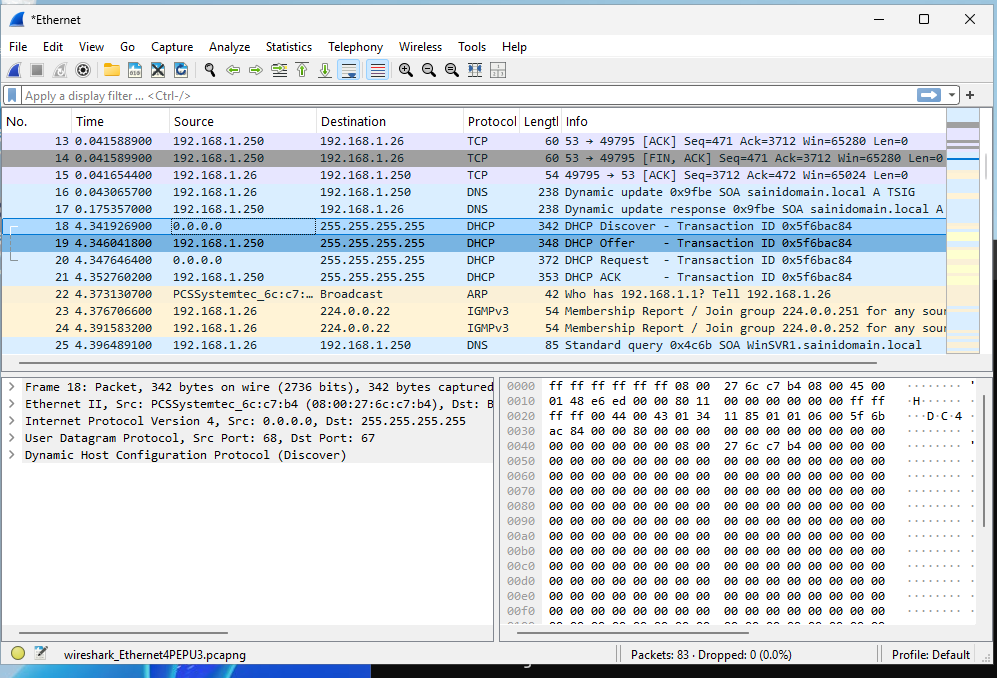 *Ethernet
File Edit View Go Capture Analyze Statistics Telephony Wireless Tools Help
Apply a display filter ... <Ctrl-/>
No. Time Source Destination Protocol Lengtl Info
13 0.041588900 192.168.1.250 192.168.1.26 TCP 60 53 → 49795 [ACK] Seq=471 Ack=3712 Win=65280 Len=0
14 0.041589900 192.168.1.250 192.168.1.26 TCP 60 53 → 49795 [FIN, ACK] Seq=471 Ack=3712 Win=65280 Len=0
15 0.041654400 192.168.1.26 192.168.1.250 TCP 54 49795 → 53 [ACK] Seq=3712 Ack=472 Win=65024 Len=0
16 0.043065700 192.168.1.26 192.168.1.250 DNS 238 Dynamic update 0x9fbe SOA sainidomain.local A TSIG
17 0.175357000 192.168.1.250 192.168.1.26 DNS 238 Dynamic update response 0x9fbe SOA sainidomain.local A
18 4.341926900 0.0.0.0 255.255.255.255 DHCP 342 DHCP Discover - Transaction ID 0x5f6bac84
19 4.346041800 192.168.1.250 255.255.255.255 DHCP 348 DHCP Offer - Transaction ID 0x5f6bac84
20 4.347646400 0.0.0.0 255.255.255.255 DHCP 372 DHCP Request - Transaction ID 0x5f6bac84
21 4.352760200 192.168.1.250 255.255.255.255 DHCP 353 DHCP ACK - Transaction ID 0x5f6bac84
22 4.373130700 PCSSystemtec_6c:c7:… Broadcast ARP 42 Who has 192.168.1.1? Tell 192.168.1.26
23 4.376706600 192.168.1.26 224.0.0.22 IGMPv3 54 Membership Report / Join group 224.0.0.251 for any sour
24 4.391583200 192.168.1.26 224.0.0.22 IGMPv3 54 Membership Report / Join group 224.0.0.252 for any sour
25 4.396489100 192.168.1.26 192.168.1.250 DNS 85 Standard query 0x4c6b SOA WinSVR1.sainidomain.local
Frame 18: Packet, 342 bytes on wire (2736 bits), 342 bytes captured
Ethernet II, Src: PCSSystemtec_6c:c7:b4 (08:00:27:6c:c7:b4), Dst: B
Internet Protocol Version 4, Src: 0.0.0.0, Dst: 255.255.255.255
User Datagram Protocol, Src Port: 68, Dst Port: 67
Dynamic Host Configuration Protocol (Discover)
0000 ff ff ff ff ff ff 08 00 27 6c c7 b4 08 00 45 00 ········ '
0010 01 48 e6 ed 00 00 80 11 00 00 00 00 00 00 ff ff ·H······
0020 ff ff 00 44 00 43 01 34 11 85 01 01 06 00 5f 6b ···D·C·4
0030 ac 84 00 00 80 00 00 00 00 00 00 00 00 00 00 00 ········
0040 00 00 00 00 00 00 08 00 27 6c c7 b4 00 00 00 00 ········ '
0050 00 00 00 00 00 00 00 00 00 00 00 00 00 00 00 00 ········
0060 00 00 00 00 00 00 00 00 00 00 00 00 00 00 00 00 ········
0070 00 00 00 00 00 00 00 00 00 00 00 00 00 00 00 00 ········
0080 00 00 00 00 00 00 00 00 00 00 00 00 00 00 00 00 ········
0090 00 00 00 00 00 00 00 00 00 00 00 00 00 00 00 00 ········
00a0 00 00 00 00 00 00 00 00 00 00 00 00 00 00 00 00 ········
00b0 00 00 00 00 00 00 00 00 00 00 00 00 00 00 00 00 ········
00c0 00 00 00 00 00 00 00 00 00 00 00 00 00 00 00 00 ········
00d0 00 00 00 00 00 00 00 00 00 00 00 00 00 00 00 00 ········
00e0 00 00 00 00 00 00 00 00 00 00 00 00 00 00 00 00 ········
00f0 00 00 00 00 00 00 00 00 00 00 00 00 00 00 00 00 ········
wireshark_Ethernet4PEPU3.pcapng Packets: 83 · Dropped: 0 (0.0%) Profile: Default